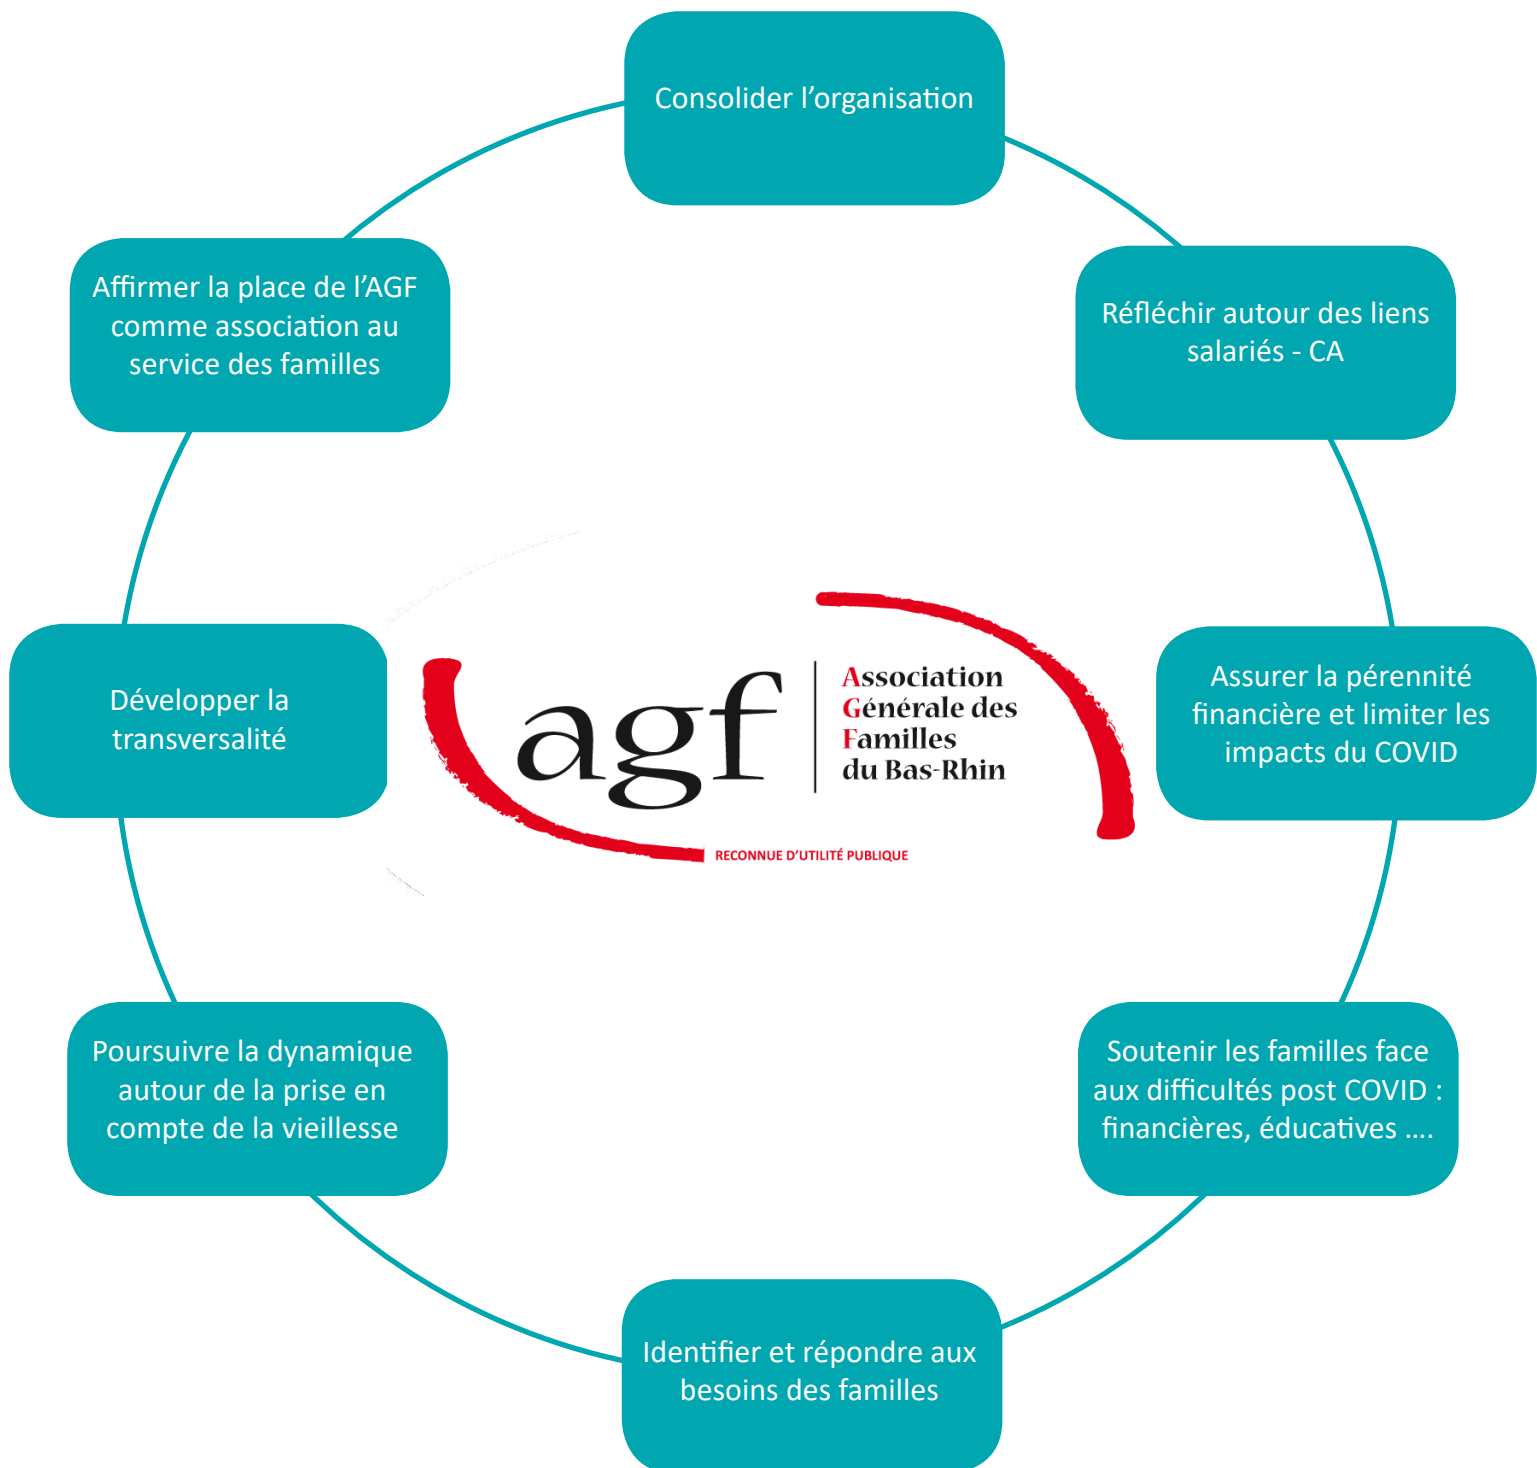 Consolider l’organisation
Réfléchir autour des liens
salariés - CA
Assurer la pérennité
financière et limiter les
impacts du COVID
Soutenir les familles face
aux difficultés post COVID :
financières, éducatives ....
Identifier et répondre aux
besoins des familles
Poursuivre la dynamique
autour de la prise en
compte de la vieillesse
Développer la
transversalité
Affirmer la place de l’AGF
comme association au
service des familles
agf
Association
Générale des
Familles
du Bas-Rhin
RECONNUE D’UTILITÉ PUBLIQUE